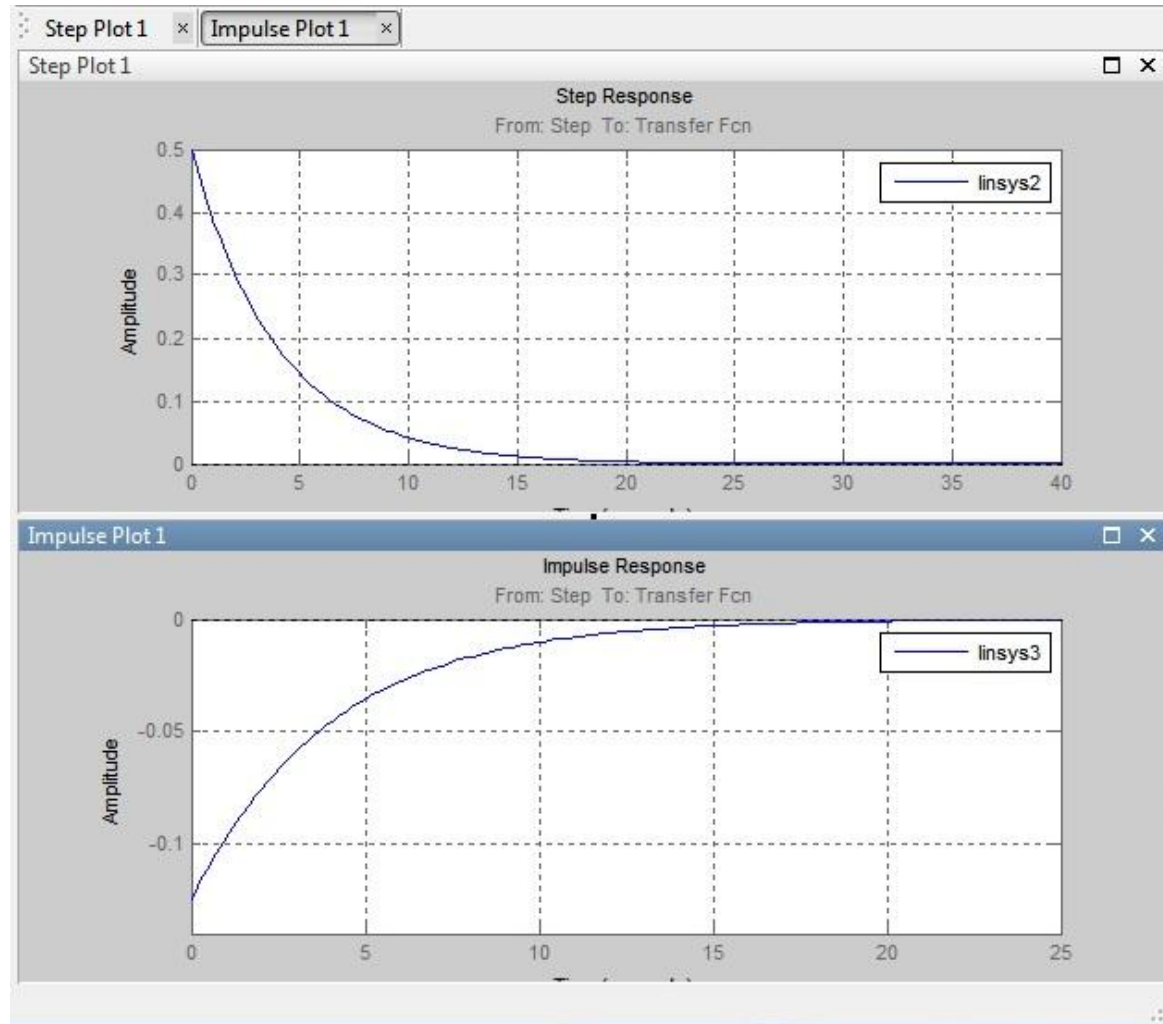 Step Plot 1 × Impulse Plot 1 ×
Step Plot 1
Step Response
From: Step To: Transfer Fcn
0.5
0.4
0.3
0.2
0.1
0
Amplitude
linsys2
0 5 10 15 20 25 30 35 40
Impulse Plot 1
Impulse Response
From: Step To: Transfer Fcn
0
-0.05
-0.1
Amplitude
linsys3
0 5 10 15 20 25